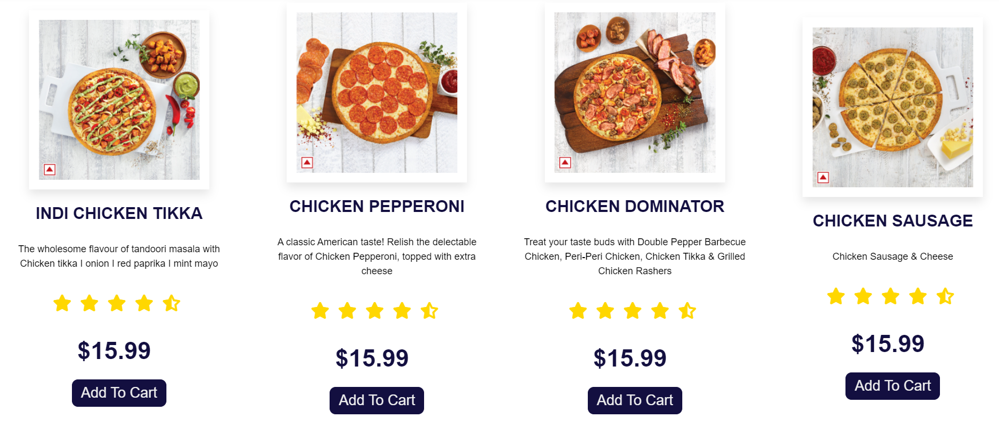 INDI CHICKEN TIKKA
The wholesome flavour of tandoori masala with
Chicken tikka I onion I red paprika I mint mayo
$15.99
Add To Cart
CHICKEN PEPPERONI
A classic American taste! Relish the delectable
flavor of Chicken Pepperoni, topped with extra
cheese
$15.99
Add To Cart
CHICKEN DOMINATOR
Treat your taste buds with Double Pepper Barbecue
Chicken, Peri-Peri Chicken, Chicken Tikka & Grilled
Chicken Rashers
$15.99
Add To Cart
CHICKEN SAUSAGE
Chicken Sausage & Cheese
$15.99
Add To Cart